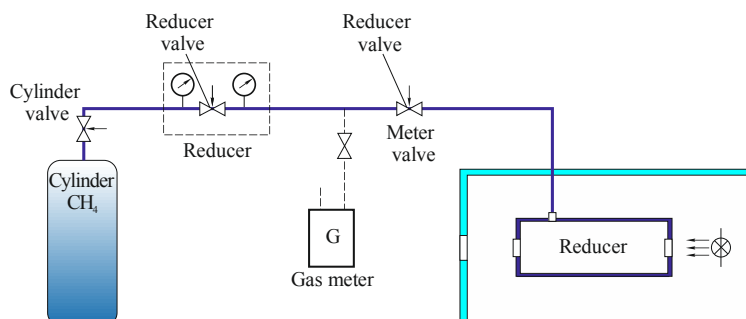 Reducer
valve
Reducer
valve
Cylinder
valve
Reducer
Meter
valve
Cylinder
CH₄
G
Gas meter
Reducer